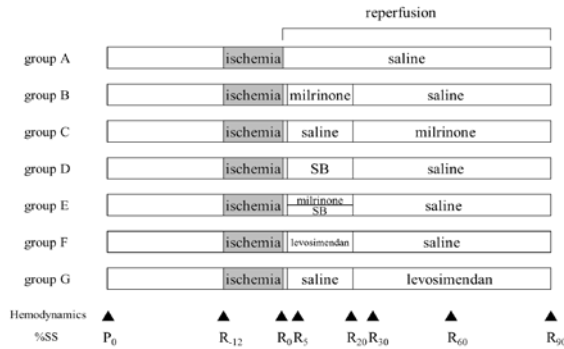 reperfusion
group A ischemia saline
group B ischemia milrinone saline
group C ischemia saline milrinone
group D ischemia SB saline
group E ischemia milrinone SB saline
group F ischemia levosimendan saline
group G ischemia saline levosimendan
Hemodynamics
%SS P₀ R₋₁₂ R₀ R₅ R₂₀ R₃₀ R₆₀ R₉₀